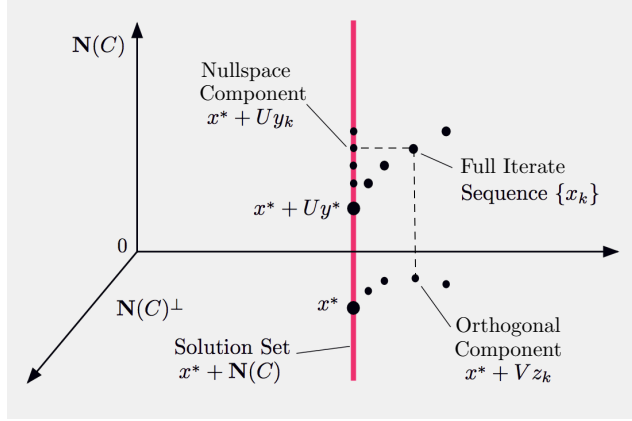 N(C)
Nullspace
Component
x* + Uy_k
Full Iterate
Sequence {x_k}
x* + Uy*
0
N(C)^⊥
x*
Solution Set
x* + N(C)
Orthogonal
Component
x* + Vz_k